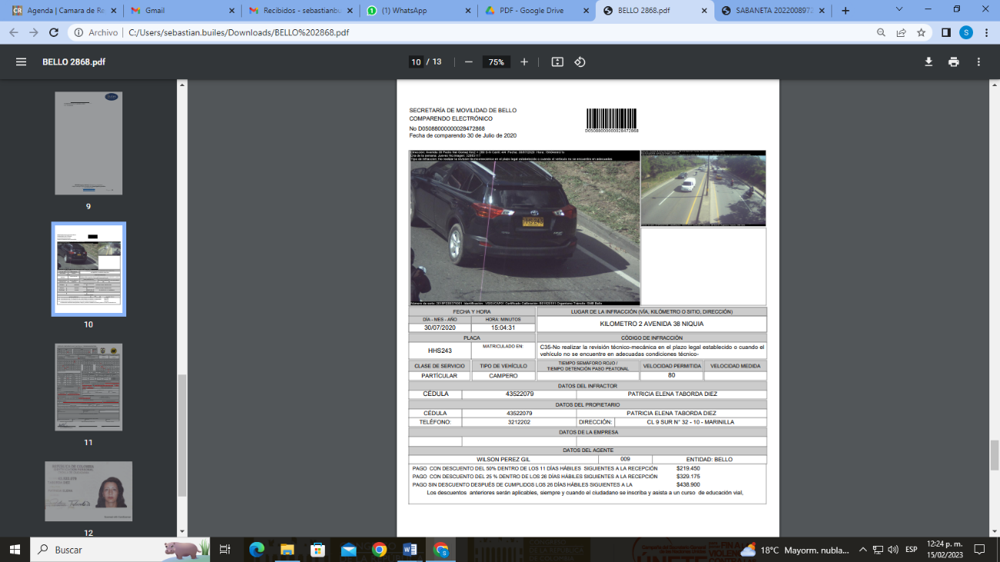 Agenda | Camara de Re
Gmail
Recibidos - sebastianbu
(1) WhatsApp
PDF - Google Drive
BELLO 2868.pdf
SABANETA 2022008972
Archivo
C:/Users/sebastian.builes/Downloads/BELLO%202868.pdf
S
BELLO 2868.pdf
10 / 13
75%
9
10
11
12
SECRETARÍA DE MOVILIDAD DE BELLO
COMPARENDO ELECTRÓNICO
No D05088000000028472868
Fecha de comparendo 30 de Julio de 2020
D05088000000028472868
HHS243
FECHA Y HORA
LUGAR DE LA INFRACCIÓN (VÍA, KILÓMETRO O SITIO, DIRECCIÓN)
DÍA - MES - AÑO
HORA: MINUTOS
KILOMETRO 2 AVENIDA 38 NIQUIA
30/07/2020
15:04:31
PLACA
CÓDIGO DE INFRACCIÓN
HHS243
MATRICULADO EN:
C35-No realizar la revisión técnico-mecánica en el plazo legal establecido o cuando el
vehículo no se encuentre en adecuadas condiciones técnico-
CLASE DE SERVICIO
TIPO DE VEHÍCULO
TIEMPO SEMÁFORO ROJO /
TIEMPO DETENCIÓN PASO PEATONAL
VELOCIDAD PERMITIDA
VELOCIDAD MEDIDA
PARTÍCULAR
CAMPERO
80
DATOS DEL INFRACTOR
CÉDULA
43522079
PATRICIA ELENA TABORDA DIEZ
DATOS DEL PROPIETARIO
CÉDULA
43522079
PATRICIA ELENA TABORDA DIEZ
TELÉFONO:
3212202
DIRECCIÓN:
CL 9 SUR N° 32 - 10 - MARINILLA
DATOS DE LA EMPRESA
DATOS DEL AGENTE
WILSON PEREZ GIL
009
ENTIDAD: BELLO
PAGO CON DESCUENTO DEL 50% DENTRO DE LOS 11 DÍAS HÁBILES SIGUIENTES A LA RECEPCIÓN
$219.450
PAGO CON DESCUENTO DEL 25 % DENTRO DE LOS 26 DÍAS HÁBILES SIGUIENTES A LA RECEPCIÓN
$329.175
PAGO SIN DESCUENTO DESPUÉS DE CUMPLIDOS LOS 26 DÍAS HÁBILES SIGUIENTES A LA
$438.900
Los descuentos anteriores serán aplicables, siempre y cuando el ciudadano se inscriba y asista a un curso de educación vial,
Buscar
18°C Mayorm. nubla...
ESP
12:24 p. m.
15/02/2023